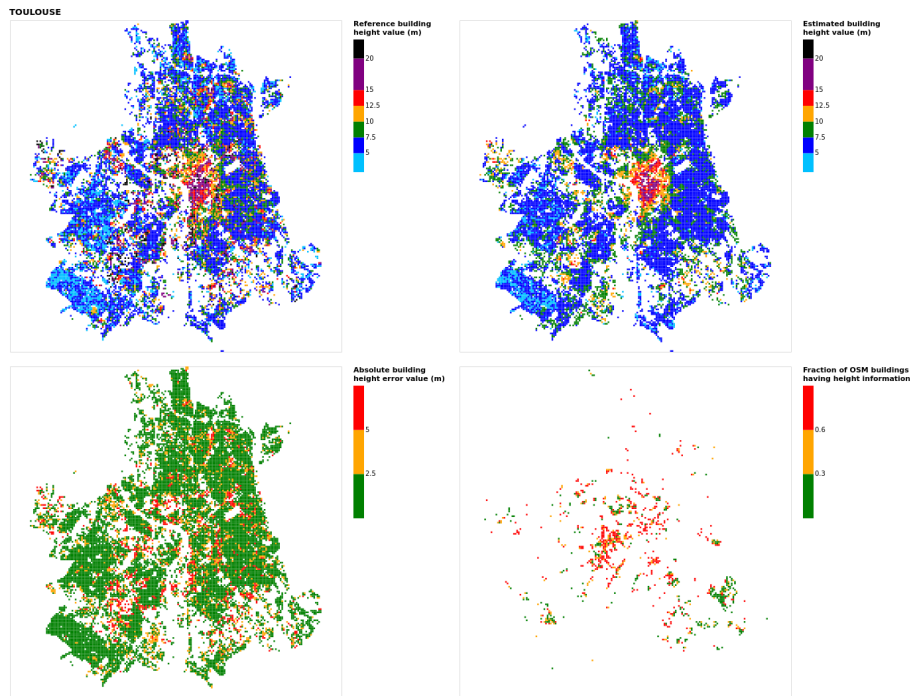 TOULOUSE
Reference building
height value (m)
20
15
12.5
10
7.5
5
Estimated building
height value (m)
20
15
12.5
10
7.5
5
Absolute building
height error value (m)
5
2.5
Fraction of OSM buildings
having height information
0.6
0.3